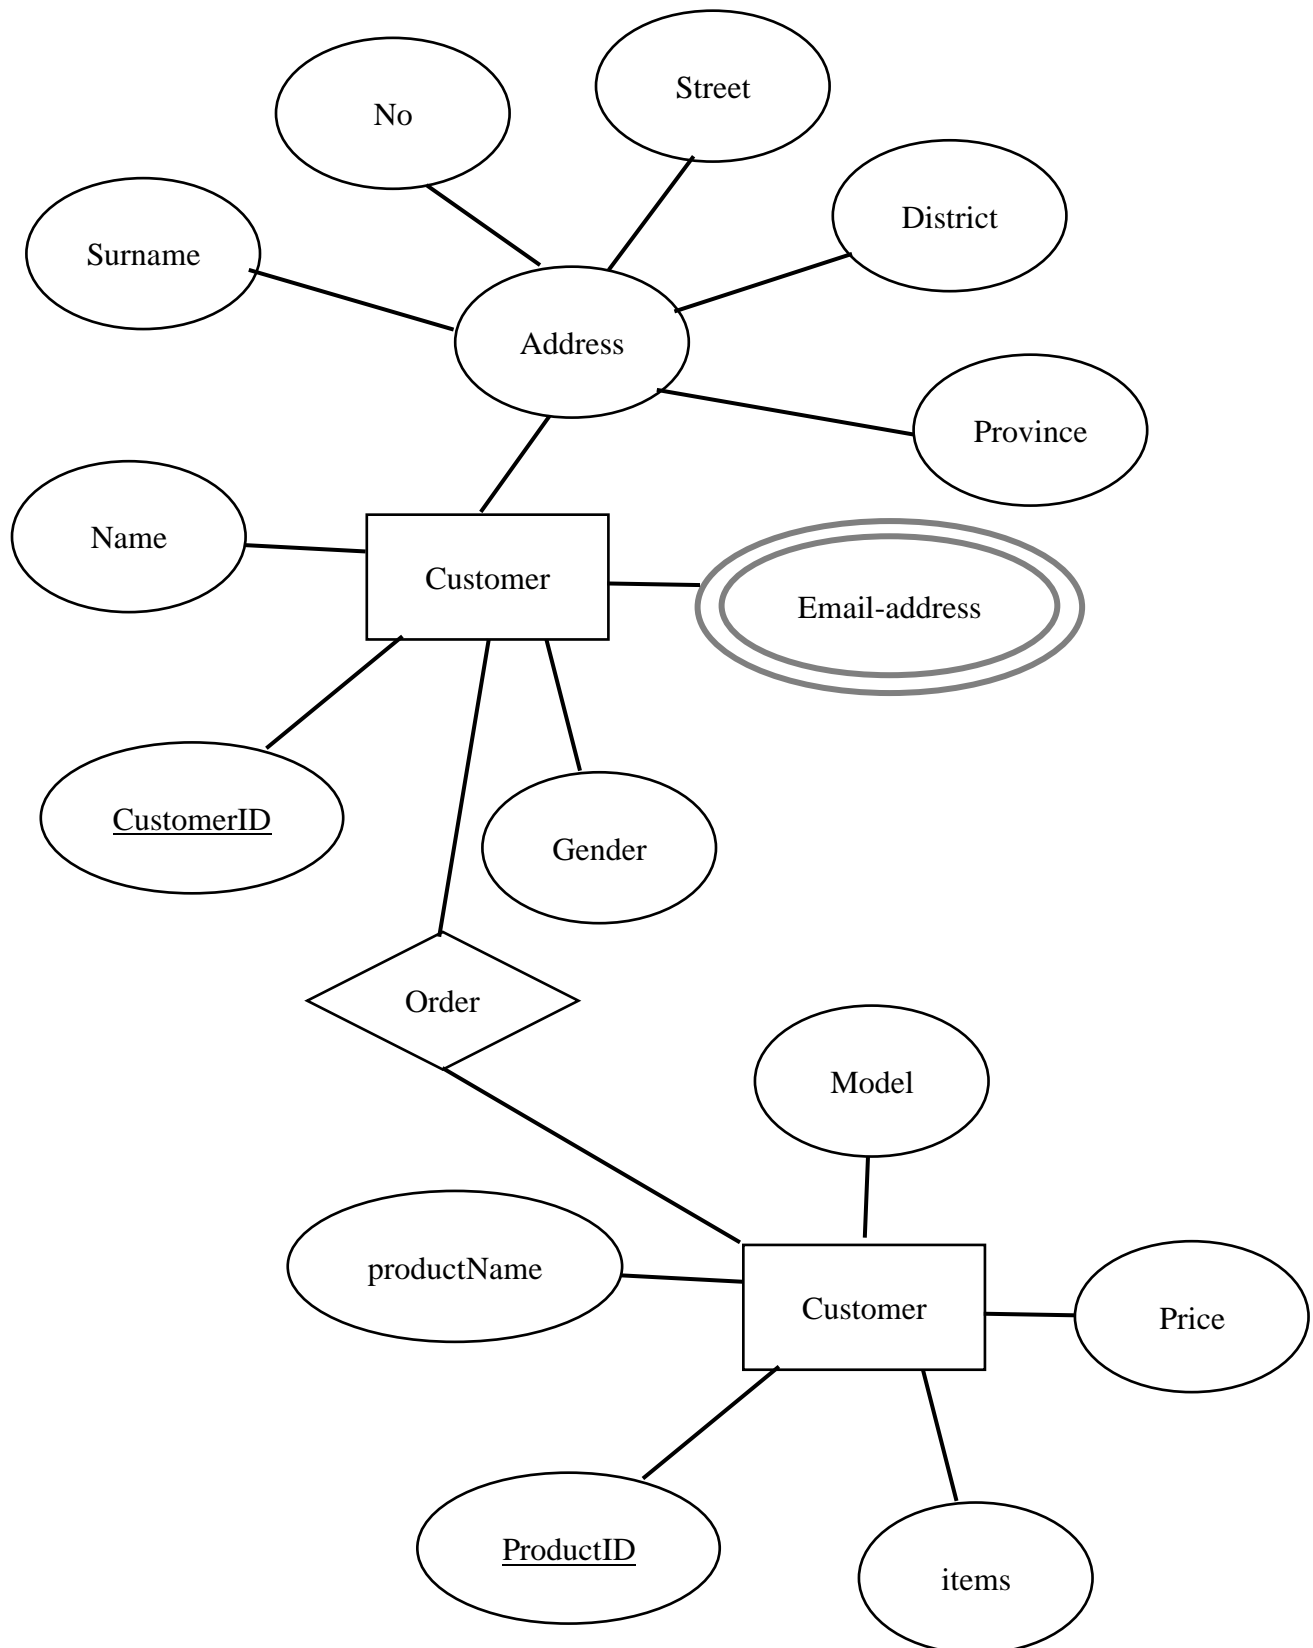 Street
No
District
Surname
Address
Province
Name
Customer
Email-address
CustomerID
Gender
Order
Model
productName
Customer
Price
ProductID
items